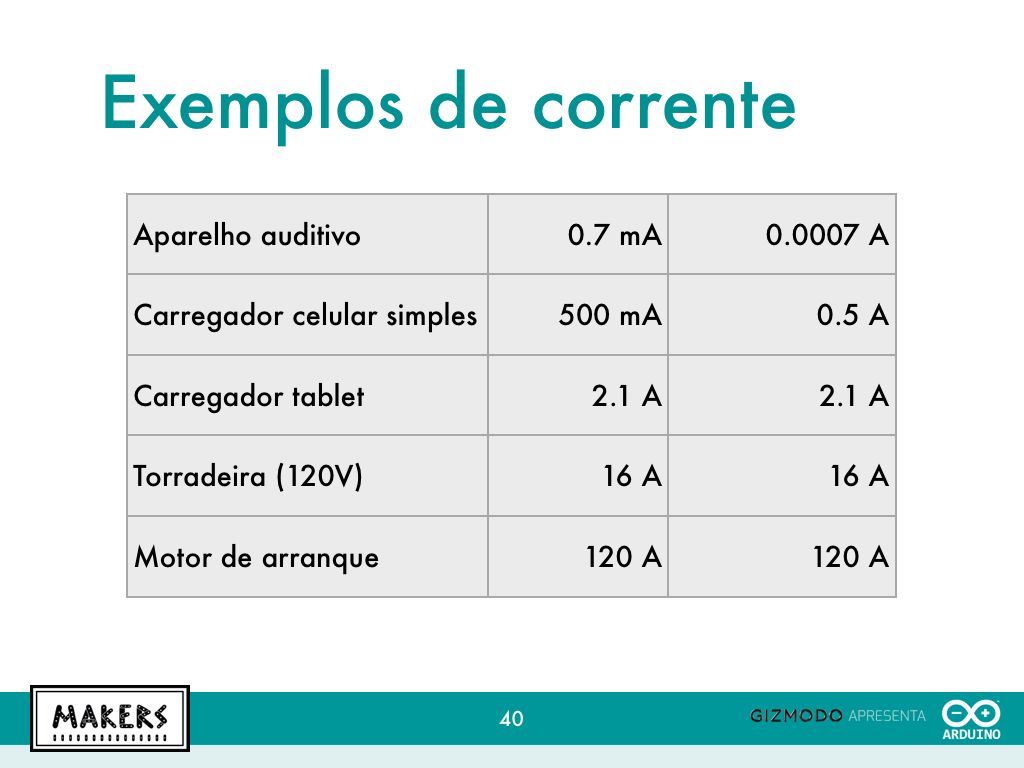 Exemplos de corrente
Aparelho auditivo 0.7 mA 0.0007 A
Carregador celular simples 500 mA 0.5 A
Carregador tablet 2.1 A 2.1 A
Torradeira (120V) 16 A 16 A
Motor de arranque 120 A 120 A
MAKERS
40
GIZMODO APRESENTA
ARDUINO